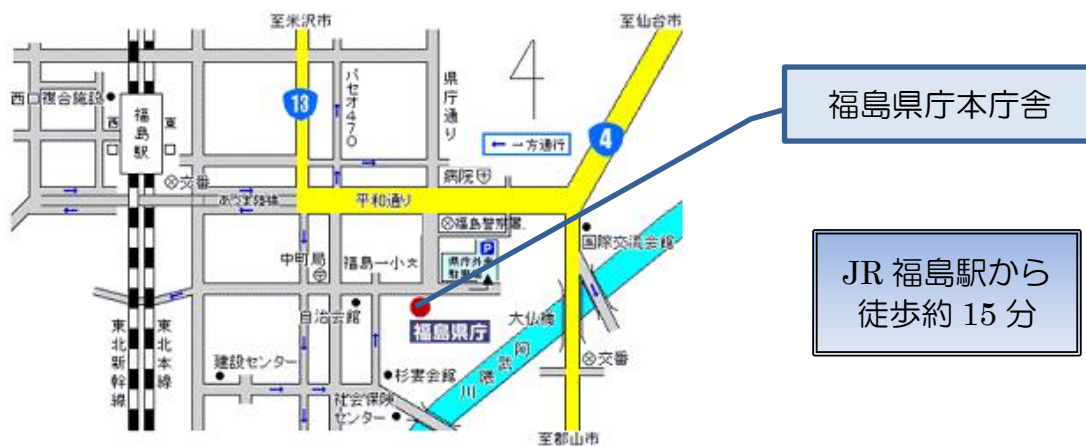 至米沢市
至仙台市
13
パセオ470
県庁通り
4
西口複合施設
西口
福島駅
東口
一方通行
病院
交番
あづま陸橋
平和通り
福島警察署
P
国際交流会館
中町局
福島一小
県庁外来
駐車場
自治会館
福島県庁
大仏橋
阿武隈川
東北新幹線
東北本線
建設センター
杉妻会館
交番
社会保険
センター
至郡山市
福島県庁本庁舎
JR 福島駅から
徒歩約 15 分